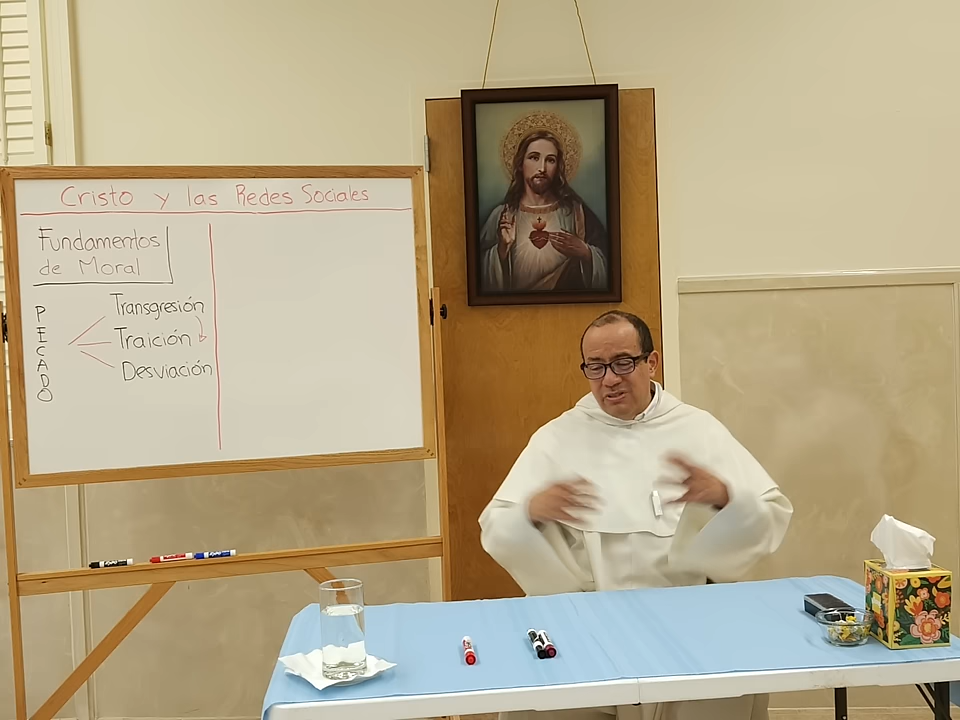 Cristo y las Redes Sociales
Fundamentos
de Moral
PECADO
Transgresión
Traición
Desviación